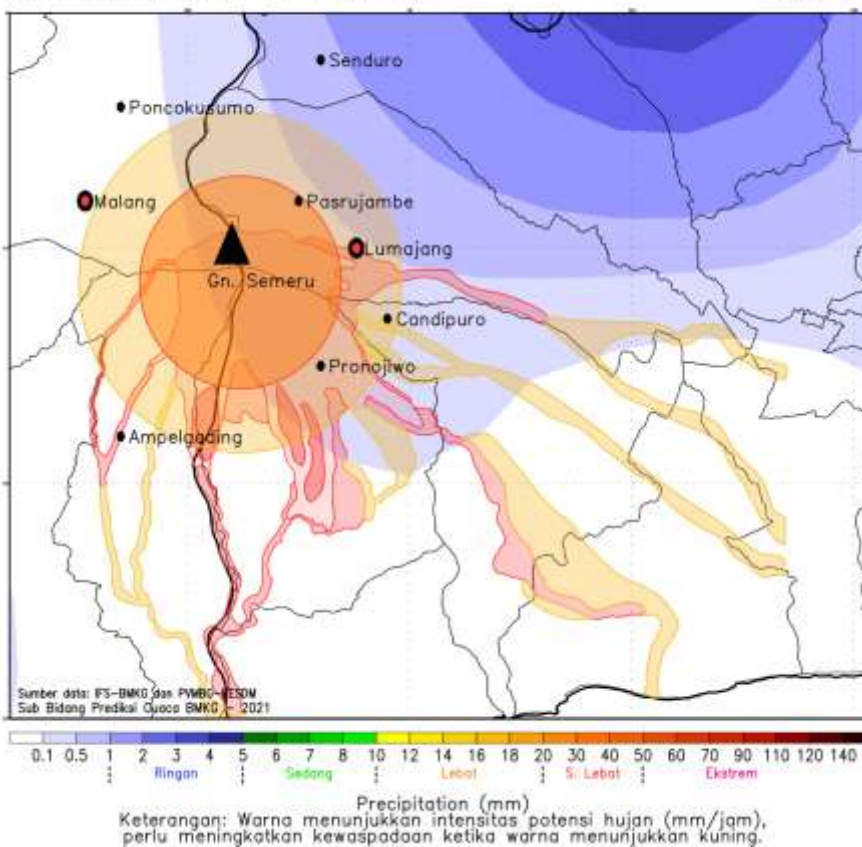 Senduro
Poncokusumo
Malang
Pasrujambe
Lumajang
Gn. Semeru
Candipuro
Pronojiwo
Ampelgading
Sumber data: IFS-BMKG dan PVMBG-KESDM
Sub Bidang Prediksi Cuaca BMKG - 2021
0.1 0.5 1 2 3 4 5 6 7 8 10 12 14 16 18 20 30 40 50 60 70 90 110 120 140
Ringan Sedang Lebat S. Lebat Ekstrem
Precipitation (mm)
Keterangan: Warna menunjukkan intensitas potensi hujan (mm/jam),
perlu meningkatkan kewaspadaan ketika warna menunjukkan kuning.